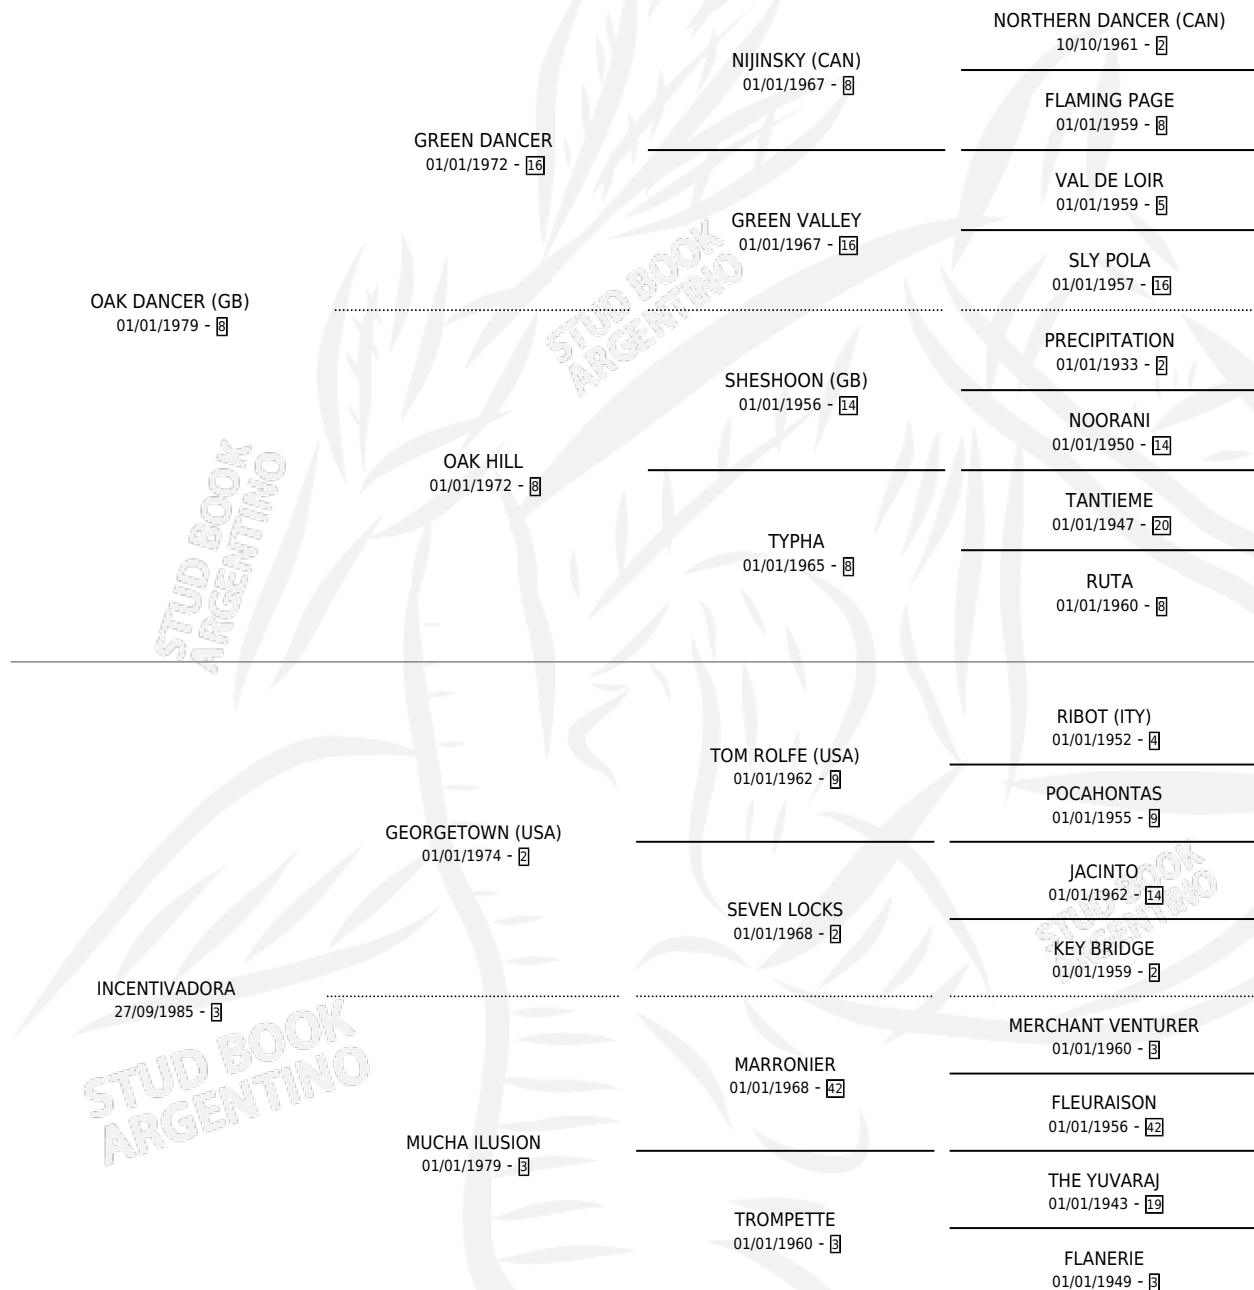 NORTHERN DANCER (CAN)
10/10/1961 - 2
NIJINSKY (CAN)
01/01/1967 - 8
FLAMING PAGE
01/01/1959 - 8
GREEN DANCER
01/01/1972 - 16
VAL DE LOIR
01/01/1959 - 5
GREEN VALLEY
01/01/1967 - 16
SLY POLA
01/01/1957 - 16
OAK DANCER (GB)
01/01/1979 - 8
PRECIPITATION
01/01/1933 - 2
SHESHOON (GB)
01/01/1956 - 14
NOORANI
01/01/1950 - 14
OAK HILL
01/01/1972 - 8
TANTIEME
01/01/1947 - 20
TYPHA
01/01/1965 - 8
RUTA
01/01/1960 - 8
RIBOT (ITY)
01/01/1952 - 4
TOM ROLFE (USA)
01/01/1962 - 9
POCAHONTAS
01/01/1955 - 9
GEORGETOWN (USA)
01/01/1974 - 2
JACINTO
01/01/1962 - 14
SEVEN LOCKS
01/01/1968 - 2
KEY BRIDGE
01/01/1959 - 2
INCENTIVADORA
27/09/1985 - 3
MERCHANT VENTURER
01/01/1960 - 3
MARRONIER
01/01/1968 - 42
FLEURAISON
01/01/1956 - 42
MUCHA ILUSION
01/01/1979 - 3
THE YUVARAJ
01/01/1943 - 19
TROMPETTE
01/01/1960 - 3
FLANERIE
01/01/1949 - 3
STUD BOOK
ARGENTINO
STUD BOOK
ARGENTINO
STUD BOOK
ARGENTINO
STUD BOOK
ARGENTINO